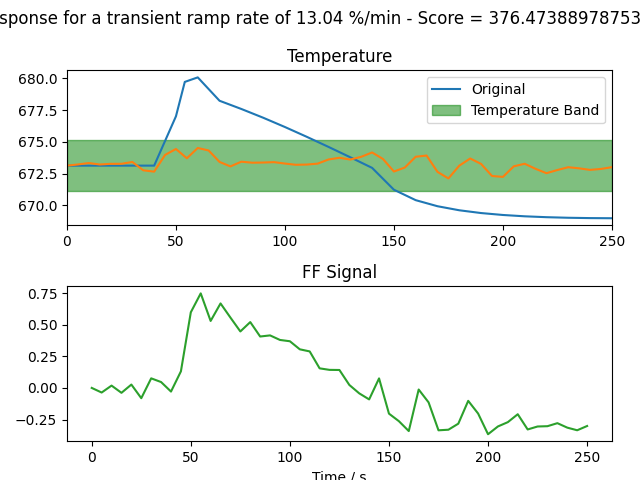 sponse for a transient ramp rate of 13.04 %/min - Score = 376.47388978753
Temperature
680.0
677.5
675.0
672.5
670.0
Original
Temperature Band
0 50 100 150 200 250
FF Signal
0.75
0.50
0.25
0.00
−0.25
0 50 100 150 200 250
Time / s